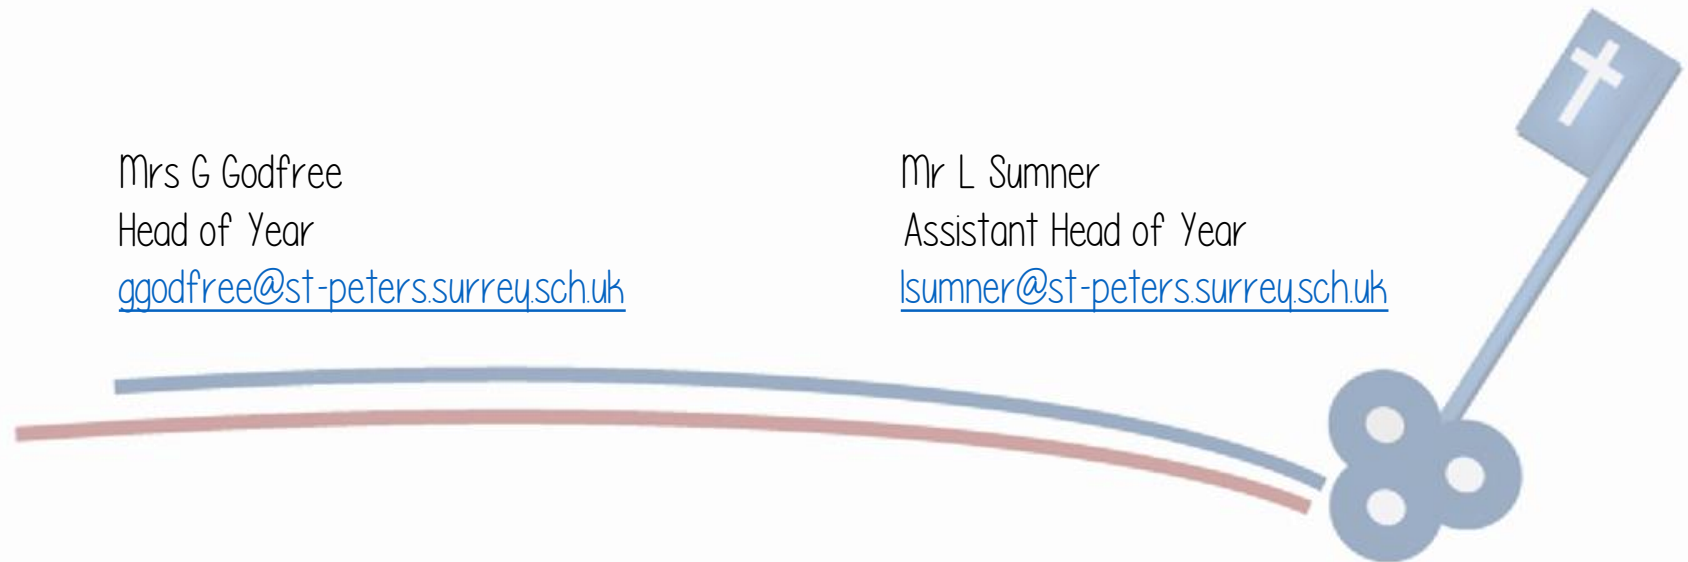 Mrs G Godfree
Head of Year
ggodfree@st-peters.surrey.sch.uk
Mr L Sumner
Assistant Head of Year
lsumner@st-peters.surrey.sch.uk